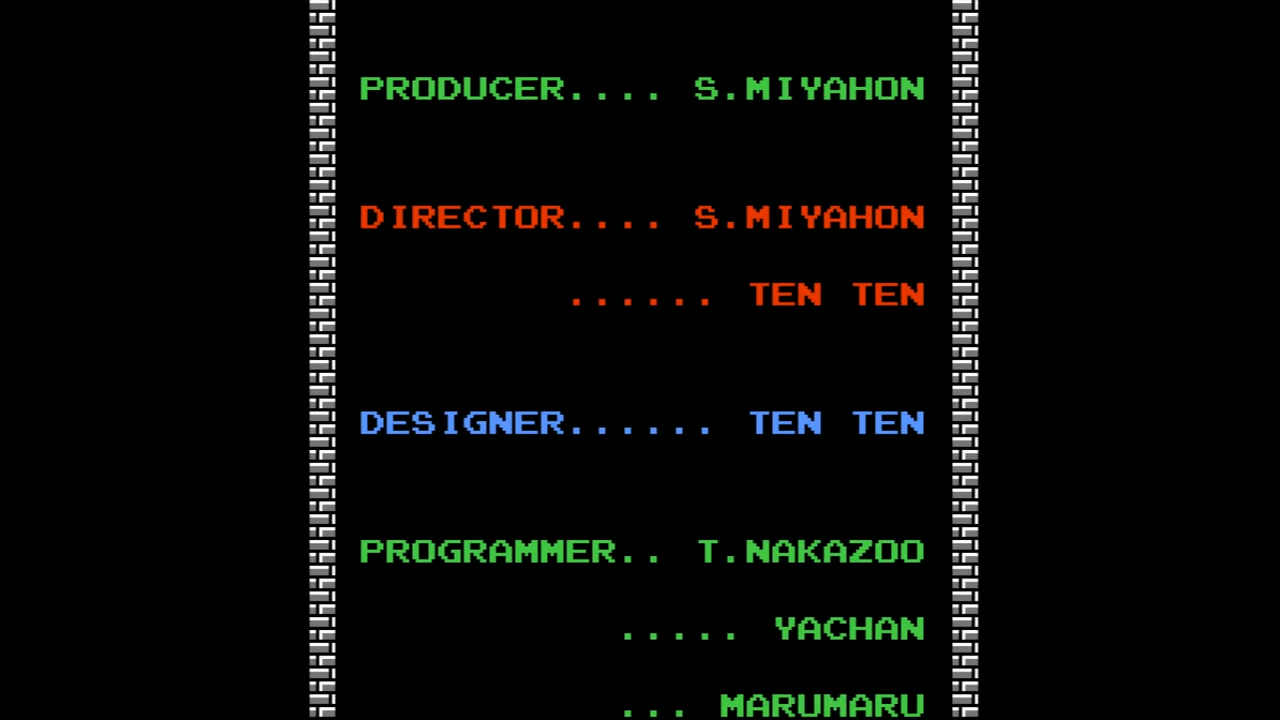 PRODUCER.... S.MIYAHON
DIRECTOR.... S.MIYAHON
...... TEN TEN
DESIGNER...... TEN TEN
PROGRAMMER.. T.NAKAZOO
..... YACHAN
... MARUMARU